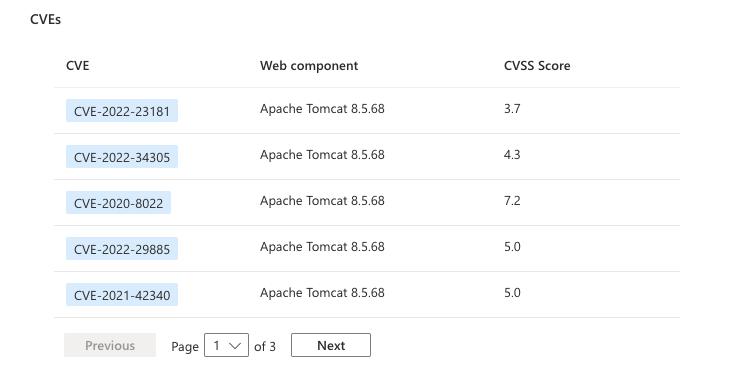 CVEs
CVE Web component CVSS Score
CVE-2022-23181 Apache Tomcat 8.5.68 3.7
CVE-2022-34305 Apache Tomcat 8.5.68 4.3
CVE-2020-8022 Apache Tomcat 8.5.68 7.2
CVE-2022-29885 Apache Tomcat 8.5.68 5.0
CVE-2021-42340 Apache Tomcat 8.5.68 5.0
Previous Page 1 of 3 Next